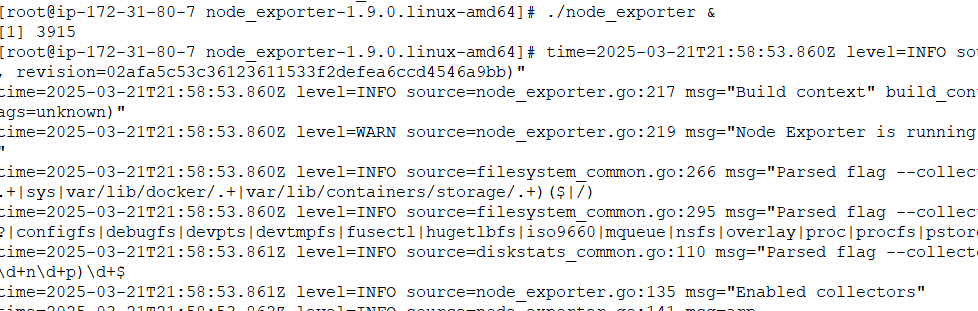 [root@ip-172-31-80-7 node_exporter-1.9.0.linux-amd64]# ./node_exporter &
[1] 3915
[root@ip-172-31-80-7 node_exporter-1.9.0.linux-amd64]# time=2025-03-21T21:58:53.860Z level=INFO sou
, revision=02afa5c53c36123611533f2defea6ccd4546a9bb)"
time=2025-03-21T21:58:53.860Z level=INFO source=node_exporter.go:217 msg="Build context" build_con
ags=unknown)"
time=2025-03-21T21:58:53.860Z level=WARN source=node_exporter.go:219 msg="Node Exporter is running
"
time=2025-03-21T21:58:53.860Z level=INFO source=filesystem_common.go:266 msg="Parsed flag --collect
.+|sys|var/lib/docker/.+|var/lib/containers/storage/.+)($|/)
time=2025-03-21T21:58:53.860Z level=INFO source=filesystem_common.go:295 msg="Parsed flag --collect
?|configfs|debugfs|devpts|devtmpfs|fusectl|hugetlbfs|iso9660|mqueue|nsfs|overlay|proc|procfs|pstore
time=2025-03-21T21:58:53.861Z level=INFO source=diskstats_common.go:110 msg="Parsed flag --collecto
\d+n\d+p)\d+$
time=2025-03-21T21:58:53.861Z level=INFO source=node_exporter.go:135 msg="Enabled collectors"